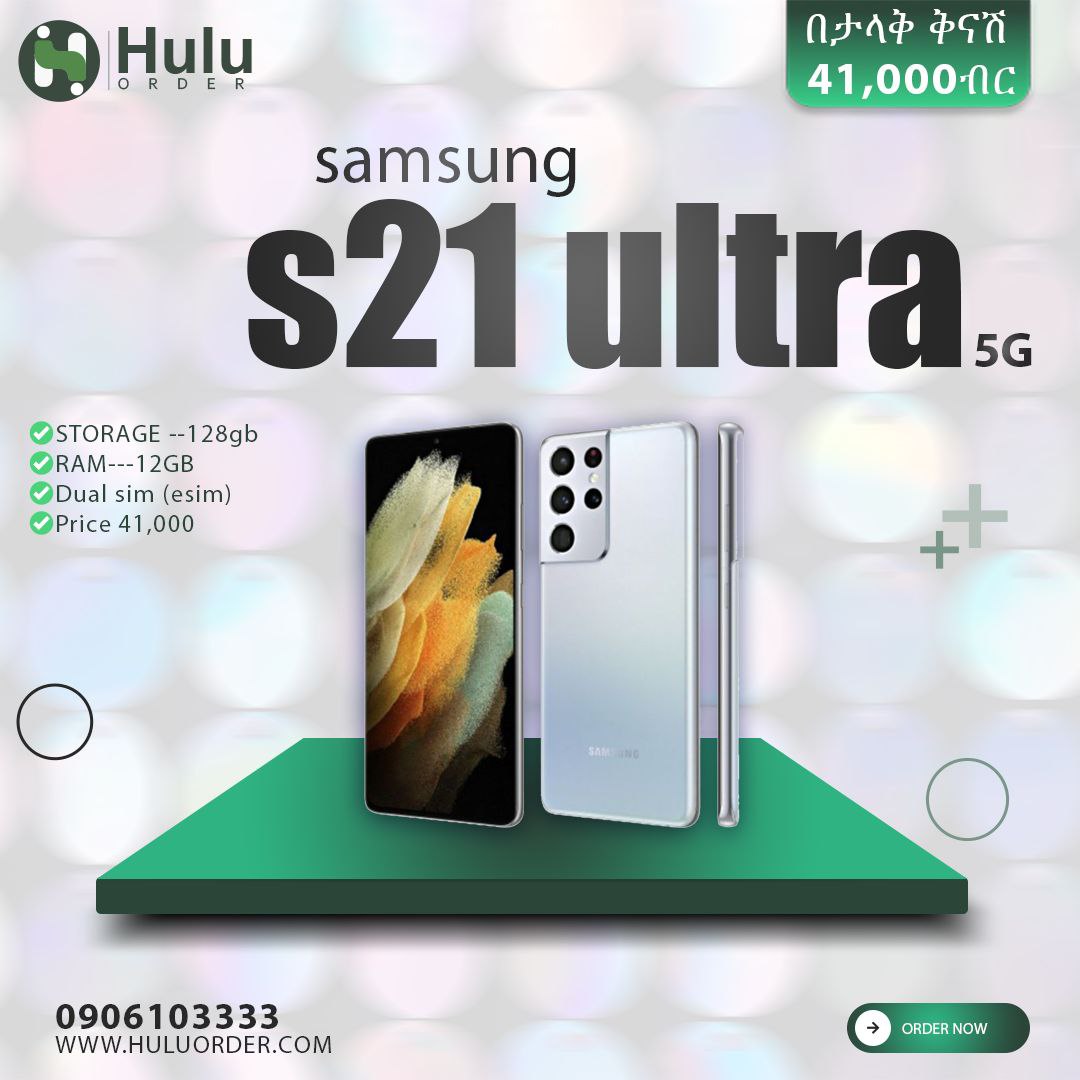 Hulu
ORDER
በታላቅ ቅናሽ
41,000ብር
samsung
s21 ultra 5G
STORAGE --128gb
RAM---12GB
Dual sim (esim)
Price 41,000
SAMSUNG
0906103333
WWW.HULUORDER.COM
ORDER NOW